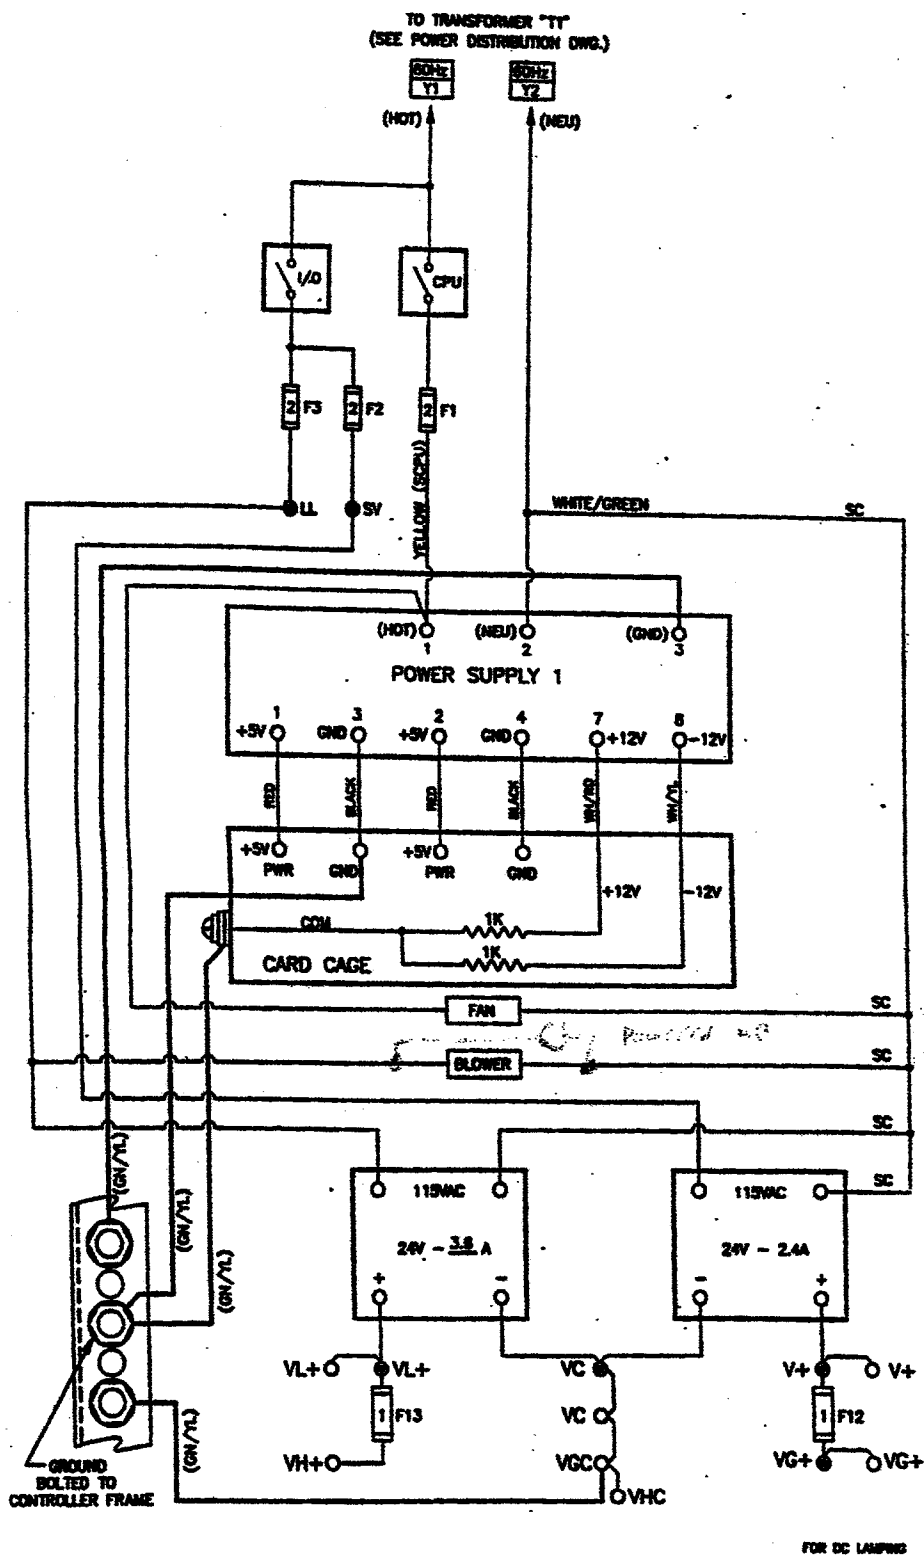 TO TRANSFORMER "T1"
(SEE POWER DISTRIBUTION DWG.)
60Hz
Y1
60Hz
Y2
(HOT)
(NEU)
I/O
CPU
2 F3
2 F2
2 F1
YELLOW (SCPU)
LL
SV
WHITE/GREEN
SC
(HOT)
1
(NEU)
2
(GND)
3
POWER SUPPLY 1
1
3
2
4
7
8
+5V
GND
+5V
GND
+12V
-12V
RED
BLACK
RED
BLACK
WH/RD
WH/YL
+5V
PWR
GND
+5V
PWR
GND
+12V
-12V
COM
1K
1K
CARD CAGE
FAN
SC
BLOWER
SC
SC
SC
115VAC
115VAC
24V - 3.6 A
24V - 2.4A
+
-
-
+
(GN/YL)
(GN/YL)
(GN/YL)
(GN/YL)
VL+
VL+
VC
V+
V+
1 F13
VC
1 F12
VH+
VGC
VG+
VG+
VHC
GROUND
BOLTED TO
CONTROLLER FRAME
FOR DC LAMPING